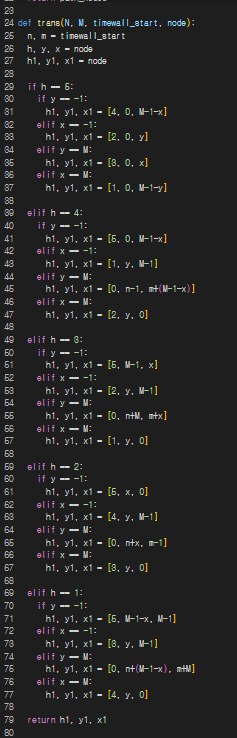 23
24 def trans(N, M, timewall_start, node):
25     n, m = timewall_start
26     h, y, x = node
27     h1, y1, x1 = node
28
29     if h == 5:
30         if y == -1:
31             h1, y1, x1 = [4, 0, M-1-x]
32         elif x == -1:
33             h1, y1, x1 = [2, 0, y]
34         elif y == M:
35             h1, y1, x1 = [3, 0, x]
36         elif x == M:
37             h1, y1, x1 = [1, 0, M-1-y]
38
39     elif h == 4:
40         if y == -1:
41             h1, y1, x1 = [5, 0, M-1-x]
42         elif x == -1:
43             h1, y1, x1 = [1, y, M-1]
44         elif y == M:
45             h1, y1, x1 = [0, n-1, m+(M-1-x)]
46         elif x == M:
47             h1, y1, x1 = [2, y, 0]
48
49     elif h == 3:
50         if y == -1:
51             h1, y1, x1 = [5, M-1, x]
52         elif x == -1:
53             h1, y1, x1 = [2, y, M-1]
54         elif y == M:
55             h1, y1, x1 = [0, n+M, m+x]
56         elif x == M:
57             h1, y1, x1 = [1, y, 0]
58
59     elif h == 2:
60         if y == -1:
61             h1, y1, x1 = [5, x, 0]
62         elif x == -1:
63             h1, y1, x1 = [4, y, M-1]
64         elif y == M:
65             h1, y1, x1 = [0, n+x, m-1]
66         elif x == M:
67             h1, y1, x1 = [3, y, 0]
68
69     elif h == 1:
70         if y == -1:
71             h1, y1, x1 = [5, M-1-x, M-1]
72         elif x == -1:
73             h1, y1, x1 = [3, y, M-1]
74         elif y == M:
75             h1, y1, x1 = [0, n+(M-1-x), m+M]
76         elif x == M:
77             h1, y1, x1 = [4, y, 0]
78
79     return h1, y1, x1
80